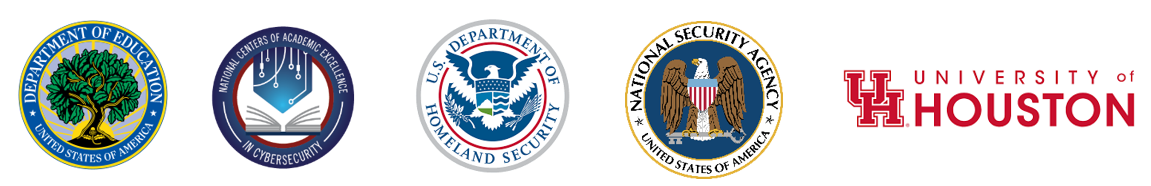 DEPARTMENT OF EDUCATION
UNITED STATES OF AMERICA
NATIONAL CENTERS OF ACADEMIC EXCELLENCE
IN CYBERSECURITY
U.S. DEPARTMENT OF
HOMELAND SECURITY
NATIONAL SECURITY AGENCY
UNITED STATES OF AMERICA
UH
UNIVERSITY of
HOUSTON